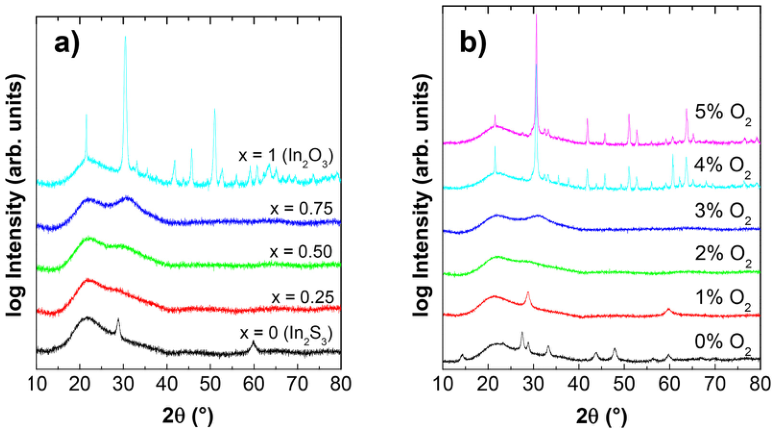 a)
log Intensity (arb. units)
x = 1 (In2O3)
x = 0.75
x = 0.50
x = 0.25
x = 0 (In2S3)
10 20 30 40 50 60 70 80
2θ (°)
b)
log Intensity (arb. units)
5% O2
4% O2
3% O2
2% O2
1% O2
0% O2
10 20 30 40 50 60 70 80
2θ (°)